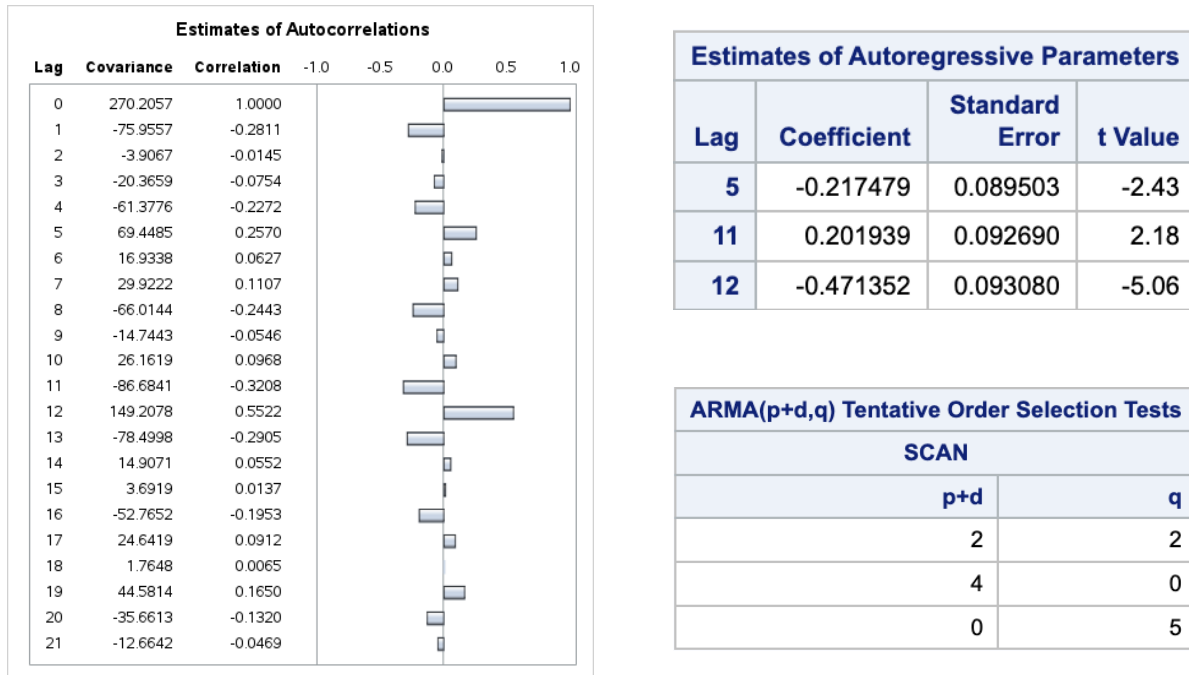 Estimates of Autocorrelations
Lag Covariance Correlation -1.0 -0.5 0.0 0.5 1.0
0 270.2057 1.0000
1 -75.9557 -0.2811
2 -3.9067 -0.0145
3 -20.3659 -0.0754
4 -61.3776 -0.2272
5 69.4485 0.2570
6 16.9338 0.0627
7 29.9222 0.1107
8 -66.0144 -0.2443
9 -14.7443 -0.0546
10 26.1619 0.0968
11 -86.6841 -0.3208
12 149.2078 0.5522
13 -78.4998 -0.2905
14 14.9071 0.0552
15 3.6919 0.0137
16 -52.7652 -0.1953
17 24.6419 0.0912
18 1.7648 0.0065
19 44.5814 0.1650
20 -35.6613 -0.1320
21 -12.6642 -0.0469
Estimates of Autoregressive Parameters
Lag Coefficient Standard Error t Value
5 -0.217479 0.089503 -2.43
11 0.201939 0.092690 2.18
12 -0.471352 0.093080 -5.06
ARMA(p+d,q) Tentative Order Selection Tests
SCAN
p+d q
2 2
4 0
0 5